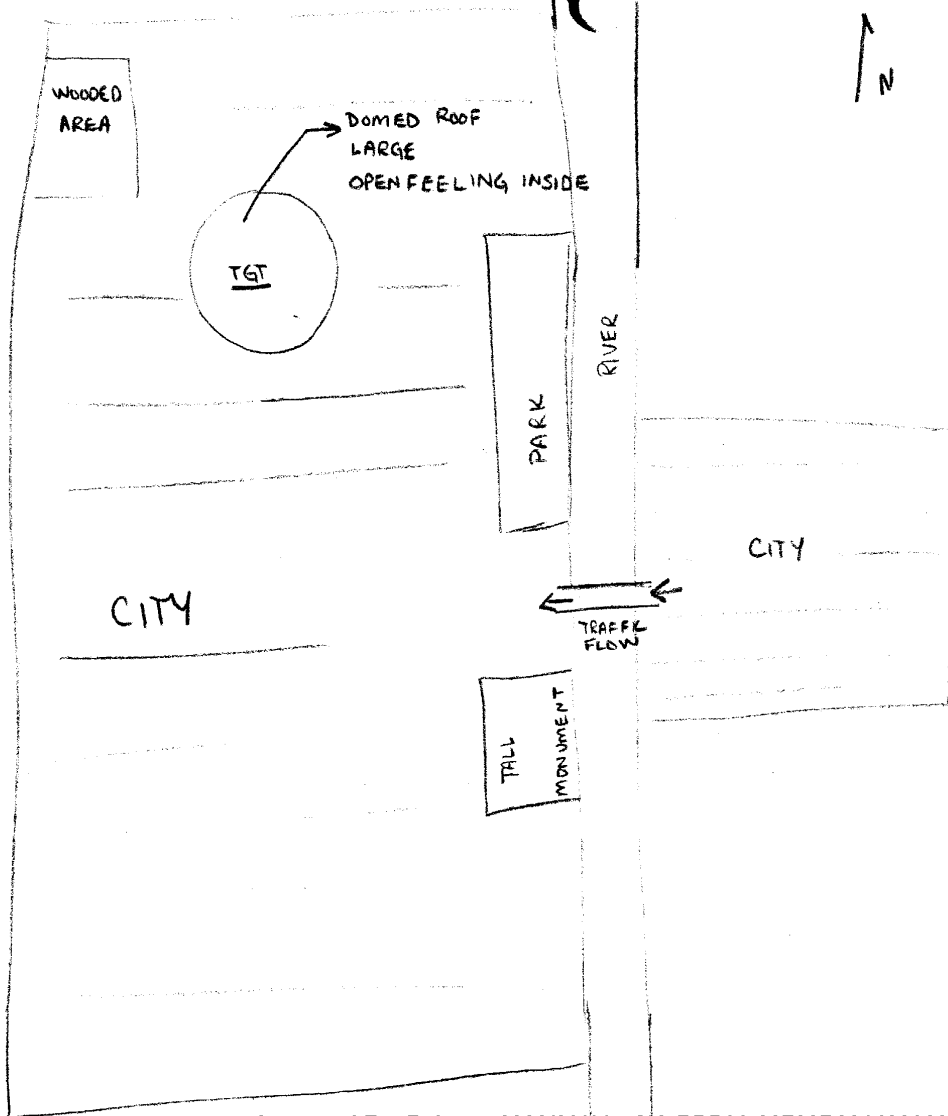 N
WOODED
AREA
DOMED ROOF
LARGE
OPEN FEELING INSIDE
TGT
RIVER
PARK
CITY
CITY
TRAFFIC
FLOW
TALL
MONUMENT